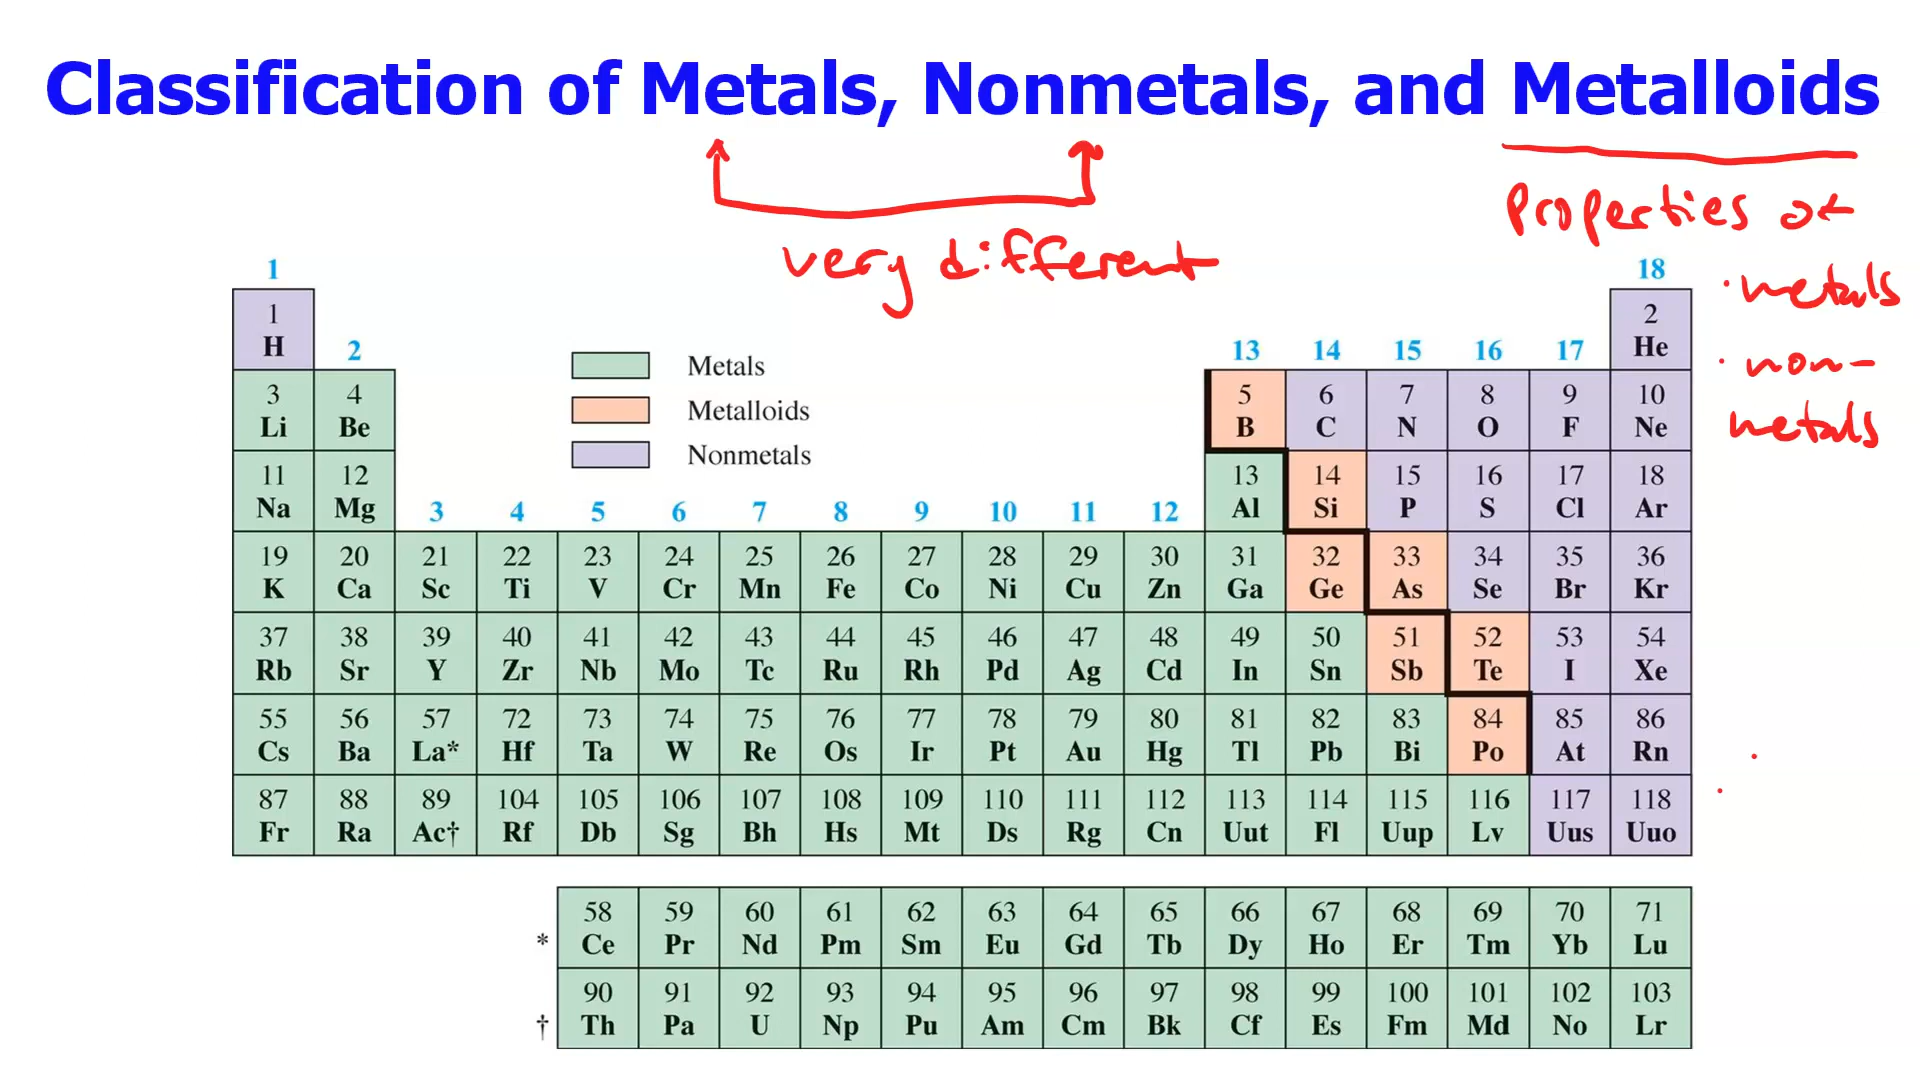 Classification of Metals, Nonmetals, and Metalloids
very different
Properties of
· metals
· non-
metals
1 18
1 2
H 2 13 14 15 16 17 He
3 4 Metals 5 6 7 8 9 10
Li Be Metalloids B C N O F Ne
11 12 Nonmetals 13 14 15 16 17 18
Na Mg 3 4 5 6 7 8 9 10 11 12 Al Si P S Cl Ar
19 20 21 22 23 24 25 26 27 28 29 30 31 32 33 34 35 36
K Ca Sc Ti V Cr Mn Fe Co Ni Cu Zn Ga Ge As Se Br Kr
37 38 39 40 41 42 43 44 45 46 47 48 49 50 51 52 53 54
Rb Sr Y Zr Nb Mo Tc Ru Rh Pd Ag Cd In Sn Sb Te I Xe
55 56 57 72 73 74 75 76 77 78 79 80 81 82 83 84 85 86
Cs Ba La* Hf Ta W Re Os Ir Pt Au Hg Tl Pb Bi Po At Rn
87 88 89 104 105 106 107 108 109 110 111 112 113 114 115 116 117 118
Fr Ra Ac† Rf Db Sg Bh Hs Mt Ds Rg Cn Uut Fl Uup Lv Uus Uuo
58 59 60 61 62 63 64 65 66 67 68 69 70 71
* Ce Pr Nd Pm Sm Eu Gd Tb Dy Ho Er Tm Yb Lu
90 91 92 93 94 95 96 97 98 99 100 101 102 103
† Th Pa U Np Pu Am Cm Bk Cf Es Fm Md No Lr